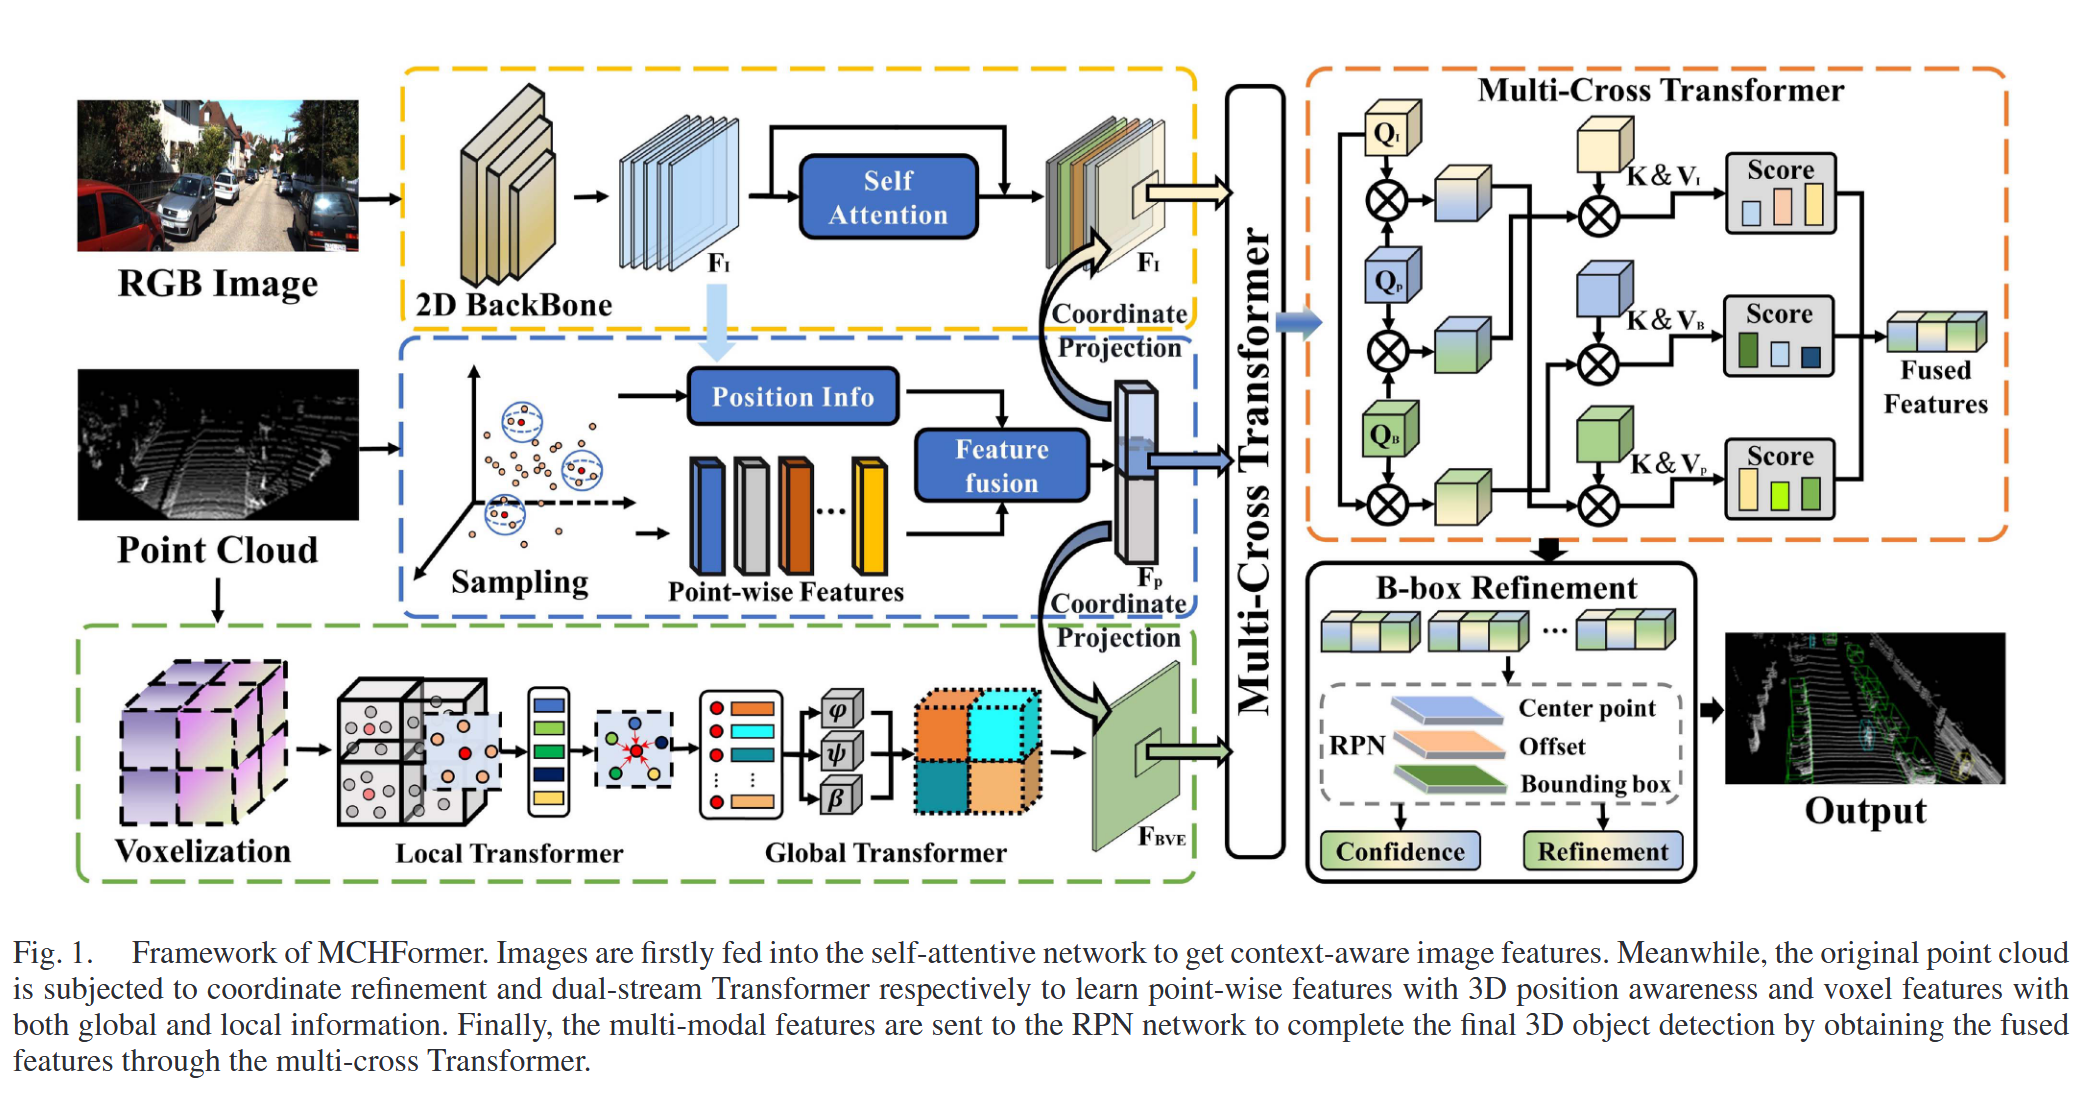 RGB Image
2D BackBone
F_I
Self
Attention
F_I
Coordinate
Projection
Point Cloud
Sampling
Position Info
Point-wise Features
...
Feature
fusion
F_P
Coordinate
Projection
Voxelization
Local Transformer
Global Transformer
φ
ψ
β
F_BVE
Multi-Cross Transformer
Multi-Cross Transformer
Q_I
Q_P
Q_B
K&V_I
K&V_B
K&V_P
Score
Score
Score
Fused
Features
B-box Refinement
...
RPN
Center point
Offset
Bounding box
Confidence
Refinement
Output
Fig. 1. Framework of MCHFormer. Images are firstly fed into the self-attentive network to get context-aware image features. Meanwhile, the original point cloud
is subjected to coordinate refinement and dual-stream Transformer respectively to learn point-wise features with 3D position awareness and voxel features with
both global and local information. Finally, the multi-modal features are sent to the RPN network to complete the final 3D object detection by obtaining the fused
features through the multi-cross Transformer.